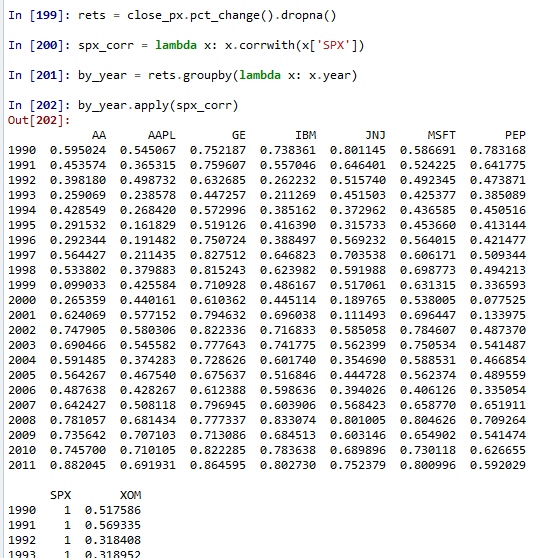 In [199]: rets = close_px.pct_change().dropna()
In [200]: spx_corr = lambda x: x.corrwith(x['SPX'])
In [201]: by_year = rets.groupby(lambda x: x.year)
In [202]: by_year.apply(spx_corr)
Out[202]:
AA AAPL GE IBM JNJ MSFT PEP
1990 0.595024 0.545067 0.752187 0.738361 0.801145 0.586691 0.783168
1991 0.453574 0.365315 0.759607 0.557046 0.646401 0.524225 0.641775
1992 0.398180 0.498732 0.632685 0.262232 0.515740 0.492345 0.473871
1993 0.259069 0.238578 0.447257 0.211269 0.451503 0.425377 0.385089
1994 0.428549 0.268420 0.572996 0.385162 0.372962 0.436585 0.450516
1995 0.291532 0.161829 0.519126 0.416390 0.315733 0.453660 0.413144
1996 0.292344 0.191482 0.750724 0.388497 0.569232 0.564015 0.421477
1997 0.564427 0.211435 0.827512 0.646823 0.703538 0.606171 0.509344
1998 0.533802 0.379883 0.815243 0.623982 0.591988 0.698773 0.494213
1999 0.099033 0.425584 0.710928 0.486167 0.517061 0.631315 0.336593
2000 0.265359 0.440161 0.610362 0.445114 0.189765 0.538005 0.077525
2001 0.624069 0.577152 0.794632 0.696038 0.111493 0.696447 0.133975
2002 0.747905 0.580306 0.822336 0.716833 0.585058 0.784607 0.487370
2003 0.690466 0.545582 0.777643 0.741775 0.562399 0.750534 0.541487
2004 0.591485 0.374283 0.728626 0.601740 0.354690 0.588531 0.466854
2005 0.564267 0.467540 0.675637 0.516846 0.444728 0.562374 0.489559
2006 0.487638 0.428267 0.612388 0.598636 0.394026 0.406126 0.335054
2007 0.642427 0.508118 0.796945 0.603906 0.568423 0.658770 0.651911
2008 0.781057 0.681434 0.777337 0.833074 0.801005 0.804626 0.709264
2009 0.735642 0.707103 0.713086 0.684513 0.603146 0.654902 0.541474
2010 0.745700 0.710105 0.822285 0.783638 0.689896 0.730118 0.626655
2011 0.882045 0.691931 0.864595 0.802730 0.752379 0.800996 0.592029
SPX XOM
1990 1 0.517586
1991 1 0.569335
1992 1 0.318408
1993 1 0.318952